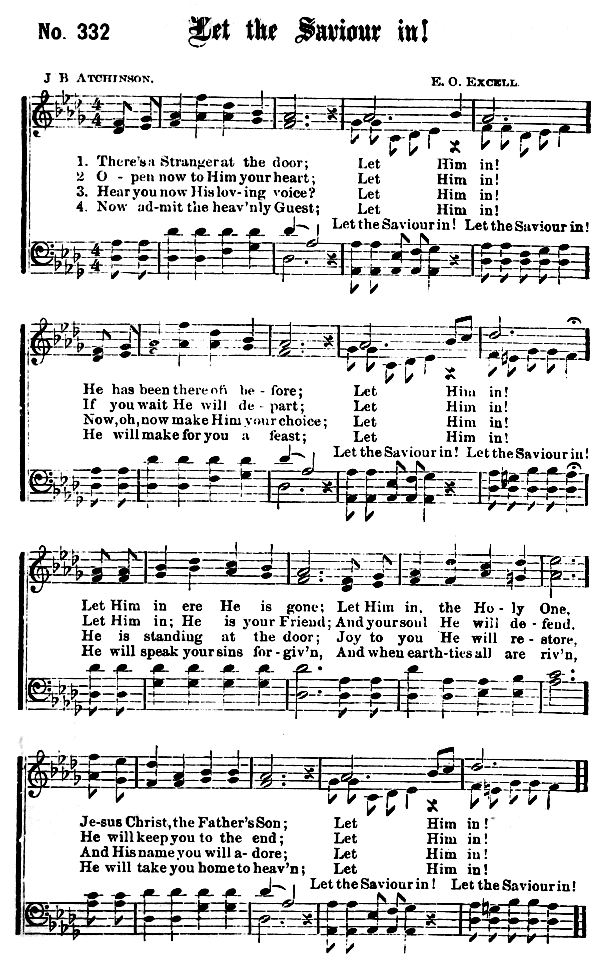 No. 332 Let the Saviour in!
J B ATCHINSON. E. O. EXCELL.
1. There's a Stranger at the door; Let Him in!
2 O - pen now to Him your heart; Let Him in!
3. Hear you now His lov-ing voice? Let Him in!
4. Now ad-mit the heav'nly Guest; Let Him in!
Let the Saviour in! Let the Saviour in!
He has been there oft be-fore; Let Him in!
If you wait He will de-part; Let Him in!
Now, oh, now make Him your choice; Let Him in!
He will make for you a feast; Let Him in!
Let the Saviour in! Let the Saviour in!
Let Him in ere He is gone; Let Him in, the Ho-ly One,
Let Him in; He is your Friend; And your soul He will de-fend,
He is standing at the door; Joy to you He will re-store,
He will speak your sins for-giv'n, And when earth-ties all are riv'n,
Je-sus Christ, the Father's Son; Let Him in!
He will keep you to the end; Let Him in!
And His name you will a-dore; Let Him in!
He will take you home to heav'n; Let Him in!
Let the Saviour in! Let the Saviour in!